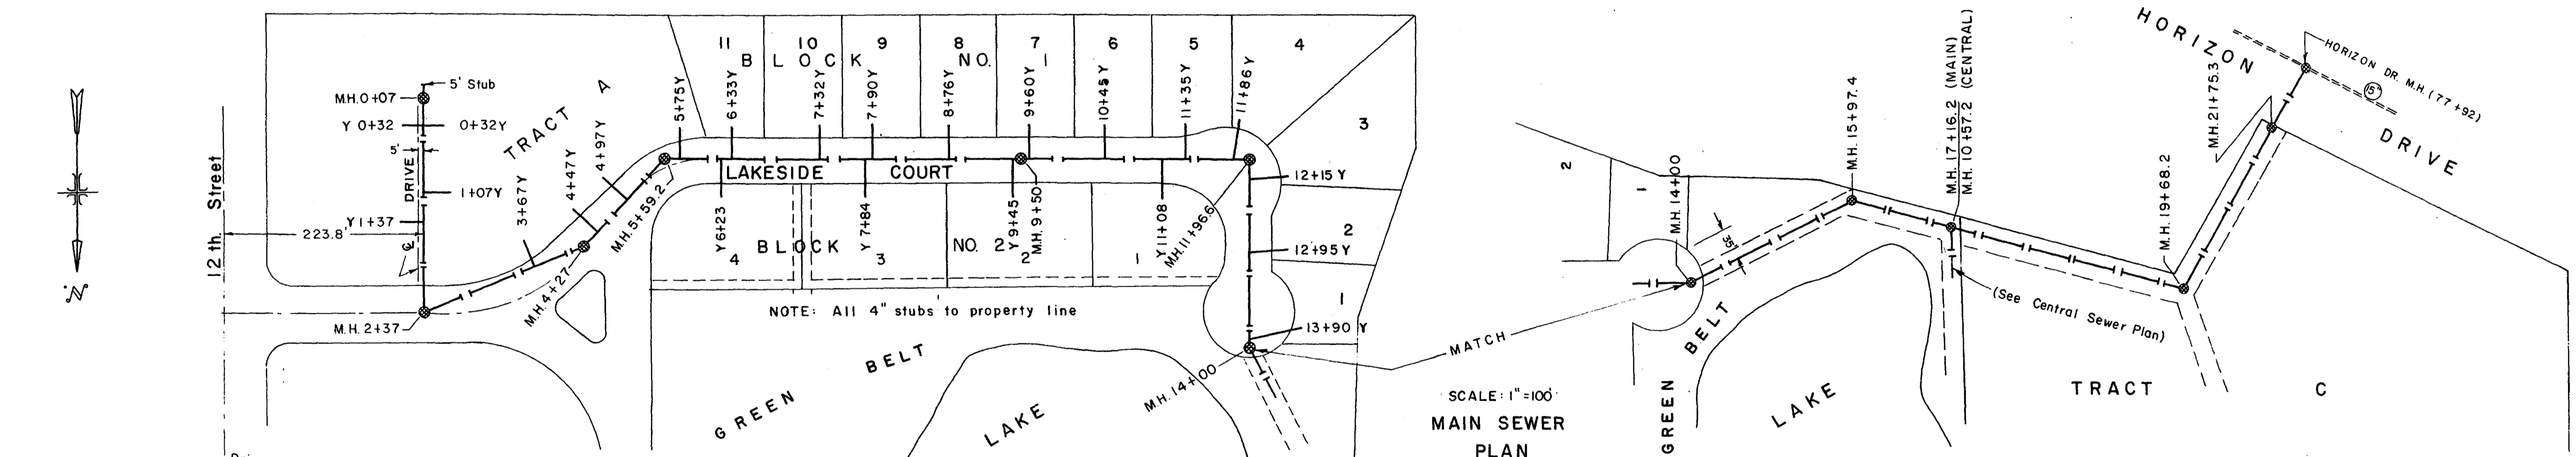 N
12 th. Street
M.H. 0+07
5' Stub
Y 0+32
0+32Y
5'
DRIVE
1+07Y
Y 1+37
223.8'
M.H. 2+37
TRACT A
3+67Y
4+47Y
4+97Y
M.H. 4+27
M.H. 5+59.2
11
10
9
8
7
6
5
4
3
2
1
BLOCK NO. 1
5+75Y
6+33Y
7+32Y
7+90Y
8+76Y
9+60Y
10+45Y
11+35Y
11+86Y
LAKESIDE COURT
Y 6+23
Y 7+84
Y 9+45
M.H. 9+50
Y 11+08
M.H. 11+96.6
12+15 Y
12+95Y
13+90 Y
BLOCK NO. 2
4
3
2
1
NOTE: All 4" stubs to property line
GREEN BELT
LAKE
M.H. 14+00
MATCH
SCALE: 1"=100'
MAIN SEWER
PLAN
2
1
M.H. 14+00
35'
GREEN BELT
LAKE
M.H. 15+97.4
M.H. 17+16.2 (MAIN)
M.H. 10+57.2 (CENTRAL)
(See Central Sewer Plan)
M.H. 19+68.2
M.H. 21+75.3
HORIZON DRIVE
HORIZON DR. M.H. (77+92)
15"
TRACT C